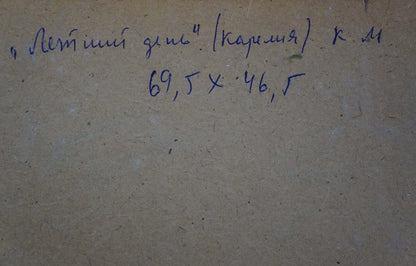 „Летний день" (Карелия) к. м
69,5 x 46,5